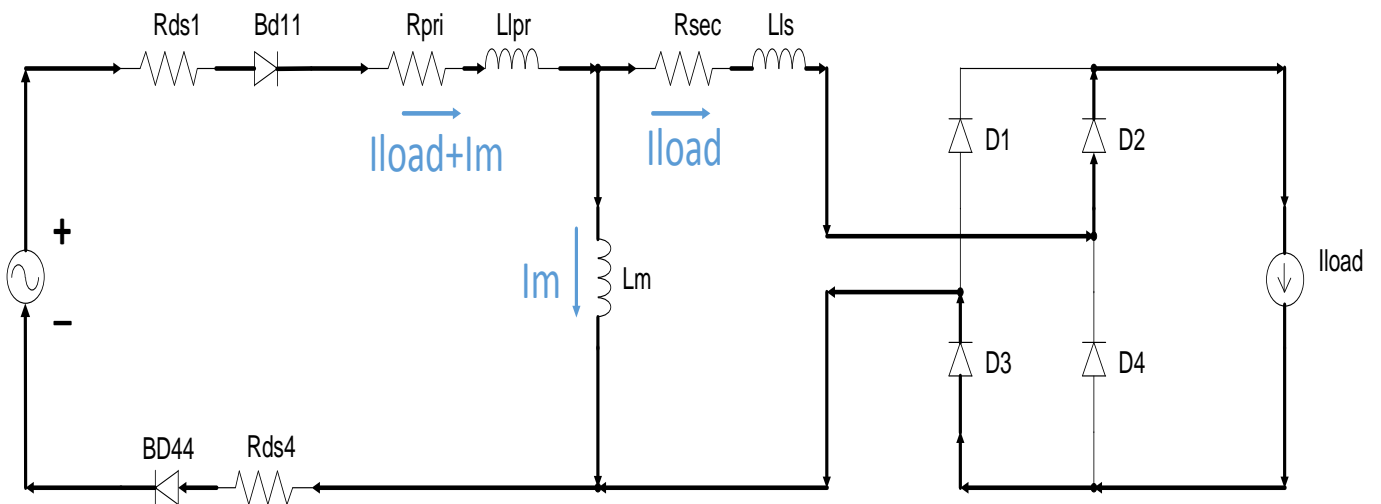 Rds1 Bd11 Rpri Llpr Rsec Lls
D1 D2
Iload+Im Iload
+
Im Lm Iload
−
D3 D4
BD44 Rds4